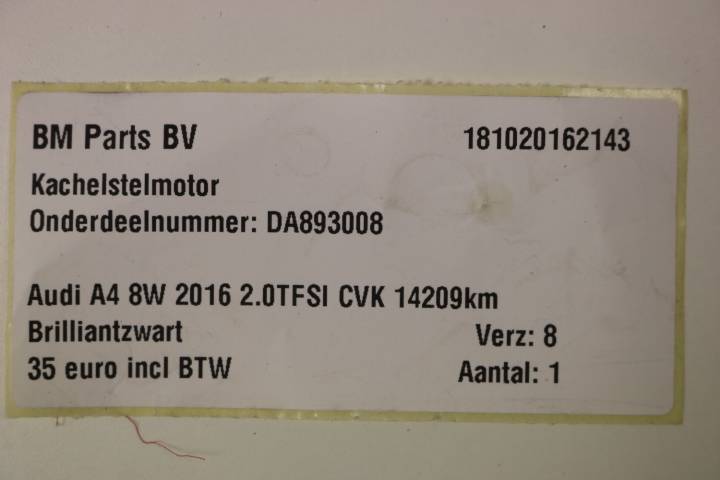 BM Parts BV 181020162143
Kachelstelmotor
Onderdeelnummer: DA893008
Audi A4 8W 2016 2.0TFSI CVK 14209km
Brilliantzwart Verz: 8
35 euro incl BTW Aantal: 1